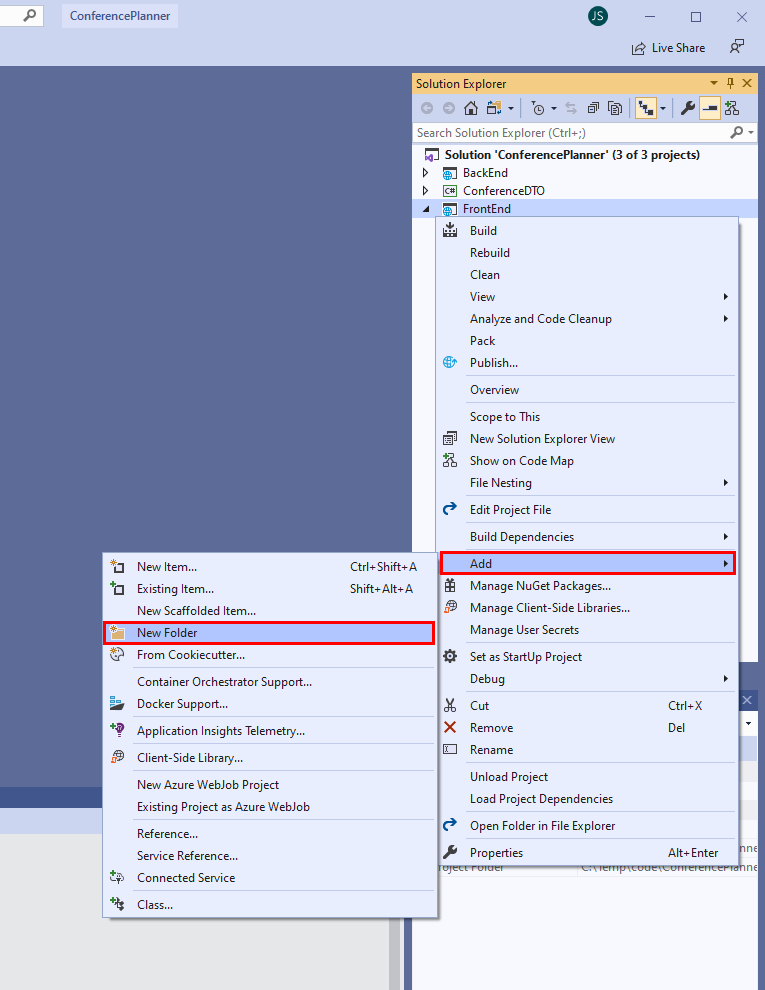 ConferencePlanner
JS
Live Share
Solution Explorer
Search Solution Explorer (Ctrl+;)
Solution 'ConferencePlanner' (3 of 3 projects)
BackEnd
C# ConferenceDTO
FrontEnd
Build
Rebuild
Clean
View
Analyze and Code Cleanup
Pack
Publish...
Overview
Scope to This
New Solution Explorer View
Show on Code Map
File Nesting
Edit Project File
Build Dependencies
Add
Manage NuGet Packages...
Manage Client-Side Libraries...
Manage User Secrets
Set as StartUp Project
Debug
Cut Ctrl+X
Remove Del
Rename
Unload Project
Load Project Dependencies
Open Folder in File Explorer
Properties Alt+Enter
New Item... Ctrl+Shift+A
Existing Item... Shift+Alt+A
New Scaffolded Item...
New Folder
From Cookiecutter...
Container Orchestrator Support...
Docker Support...
Application Insights Telemetry...
Client-Side Library...
New Azure WebJob Project
Existing Project as Azure WebJob
Reference...
Service Reference...
Connected Service
Class...